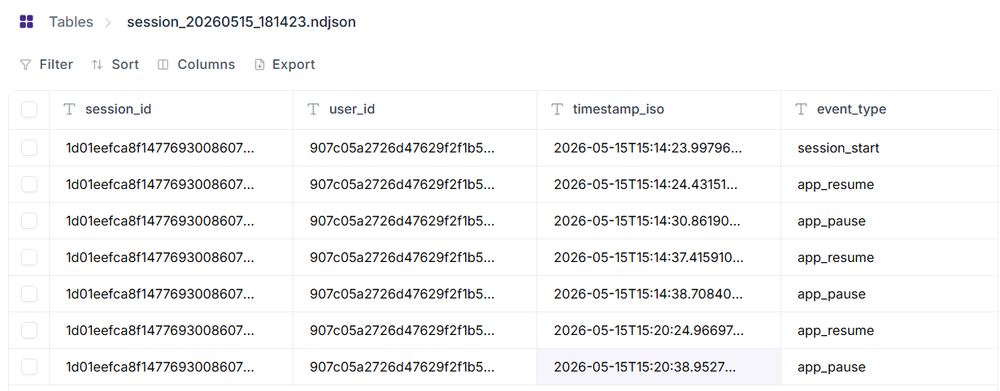 Tables > session_20260515_181423.ndjson
Filter Sort Columns Export
session_id user_id timestamp_iso event_type
1d01eefca8f1477693008607... 907c05a2726d47629f2f1b5... 2026-05-15T15:14:23.99796... session_start
1d01eefca8f1477693008607... 907c05a2726d47629f2f1b5... 2026-05-15T15:14:24.43151... app_resume
1d01eefca8f1477693008607... 907c05a2726d47629f2f1b5... 2026-05-15T15:14:30.86190... app_pause
1d01eefca8f1477693008607... 907c05a2726d47629f2f1b5... 2026-05-15T15:14:37.415910... app_resume
1d01eefca8f1477693008607... 907c05a2726d47629f2f1b5... 2026-05-15T15:14:38.70840... app_pause
1d01eefca8f1477693008607... 907c05a2726d47629f2f1b5... 2026-05-15T15:20:24.96697... app_resume
1d01eefca8f1477693008607... 907c05a2726d47629f2f1b5... 2026-05-15T15:20:38.9527... app_pause